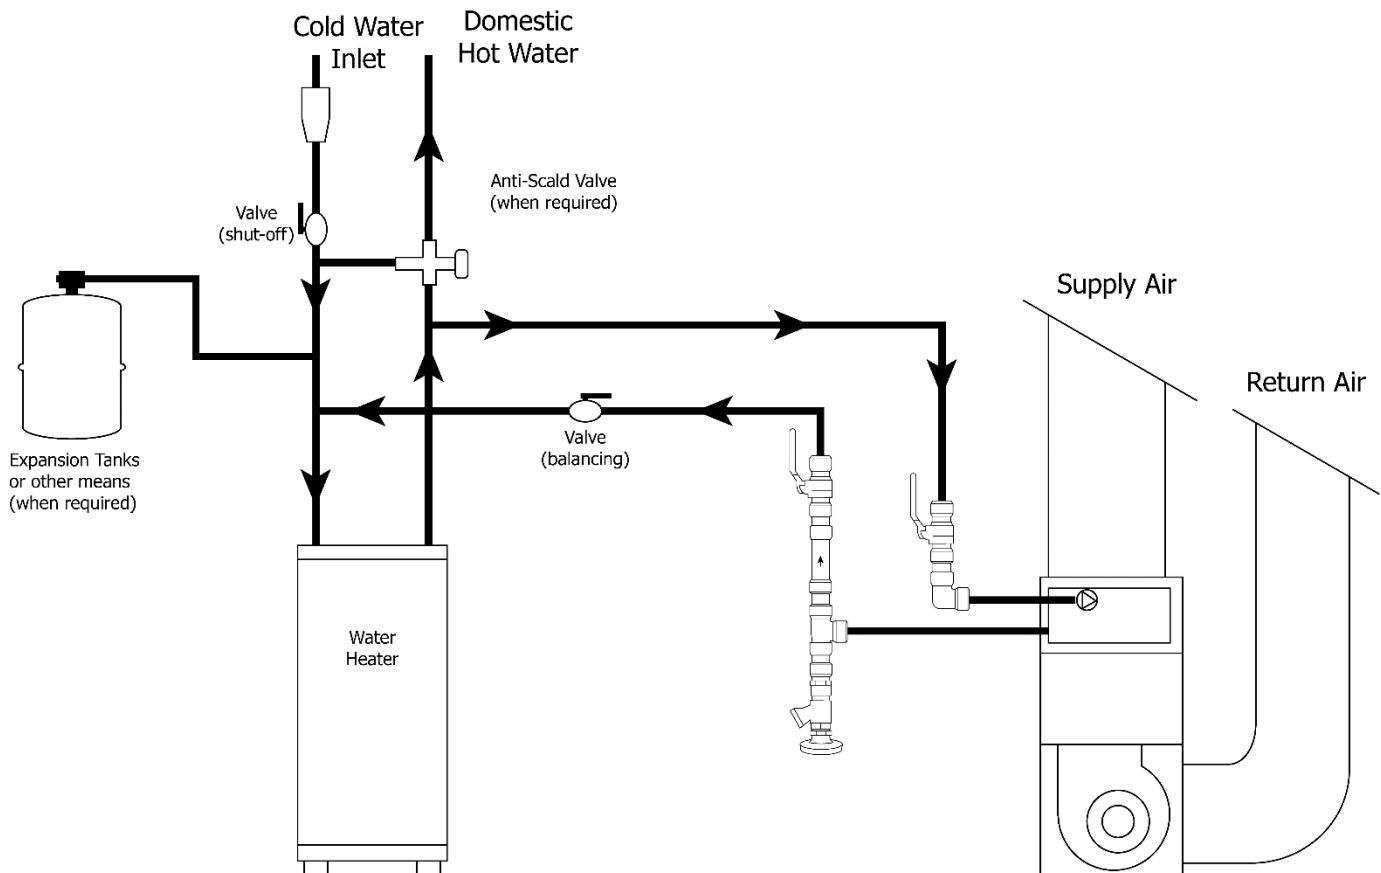 Cold Water
Inlet
Domestic
Hot Water
Anti-Scald Valve
(when required)
Valve
(shut-off)
Supply Air
Return Air
Valve
(balancing)
Expansion Tanks
or other means
(when required)
Water
Heater